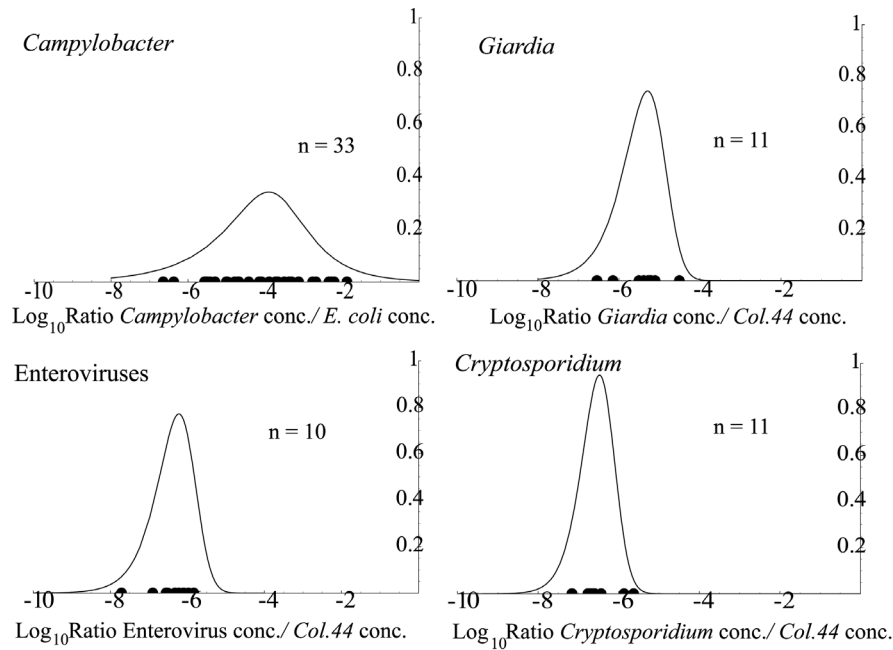 Campylobacter
n = 33
1
0.8
0.6
0.4
0.2
-10 -8 -6 -4 -2
Log10Ratio Campylobacter conc./ E. coli conc.
Giardia
n = 11
1
0.8
0.6
0.4
0.2
-10 -8 -6 -4 -2
Log10Ratio Giardia conc./ Col.44 conc.
Enteroviruses
n = 10
1
0.8
0.6
0.4
0.2
-10 -8 -6 -4 -2
Log10Ratio Enterovirus conc./ Col.44 conc.
Cryptosporidium
n = 11
1
0.8
0.6
0.4
0.2
-10 -8 -6 -4 -2
Log10Ratio Cryptosporidium conc./ Col.44 conc.